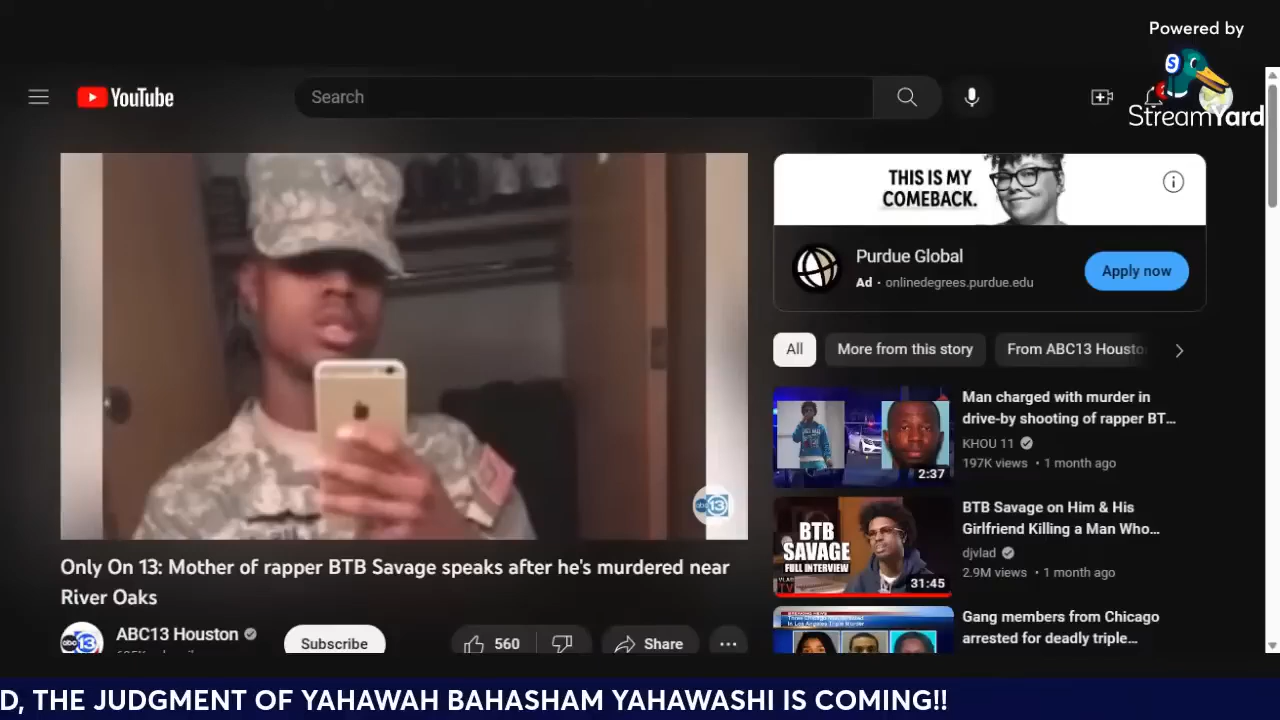 Powered by
StreamYard
YouTube
Search
THIS IS MY
COMEBACK.
Purdue Global
Ad · onlinedegrees.purdue.edu
Apply now
abc 13
All
More from this story
From ABC13 Housto
Man charged with murder in
drive-by shooting of rapper BT...
KHOU 11
197K views · 1 month ago
2:37
BTB
SAVAGE
FULL INTERVIEW
31:45
BTB Savage on Him & His
Girlfriend Killing a Man Who...
djvlad
2.9M views · 1 month ago
Gang members from Chicago
arrested for deadly triple...
Only On 13: Mother of rapper BTB Savage speaks after he's murdered near
River Oaks
abc 13
ABC13 Houston
Subscribe
560
Share
D, THE JUDGMENT OF YAHAWAH BAHASHAM YAHAWASHI IS COMING!!